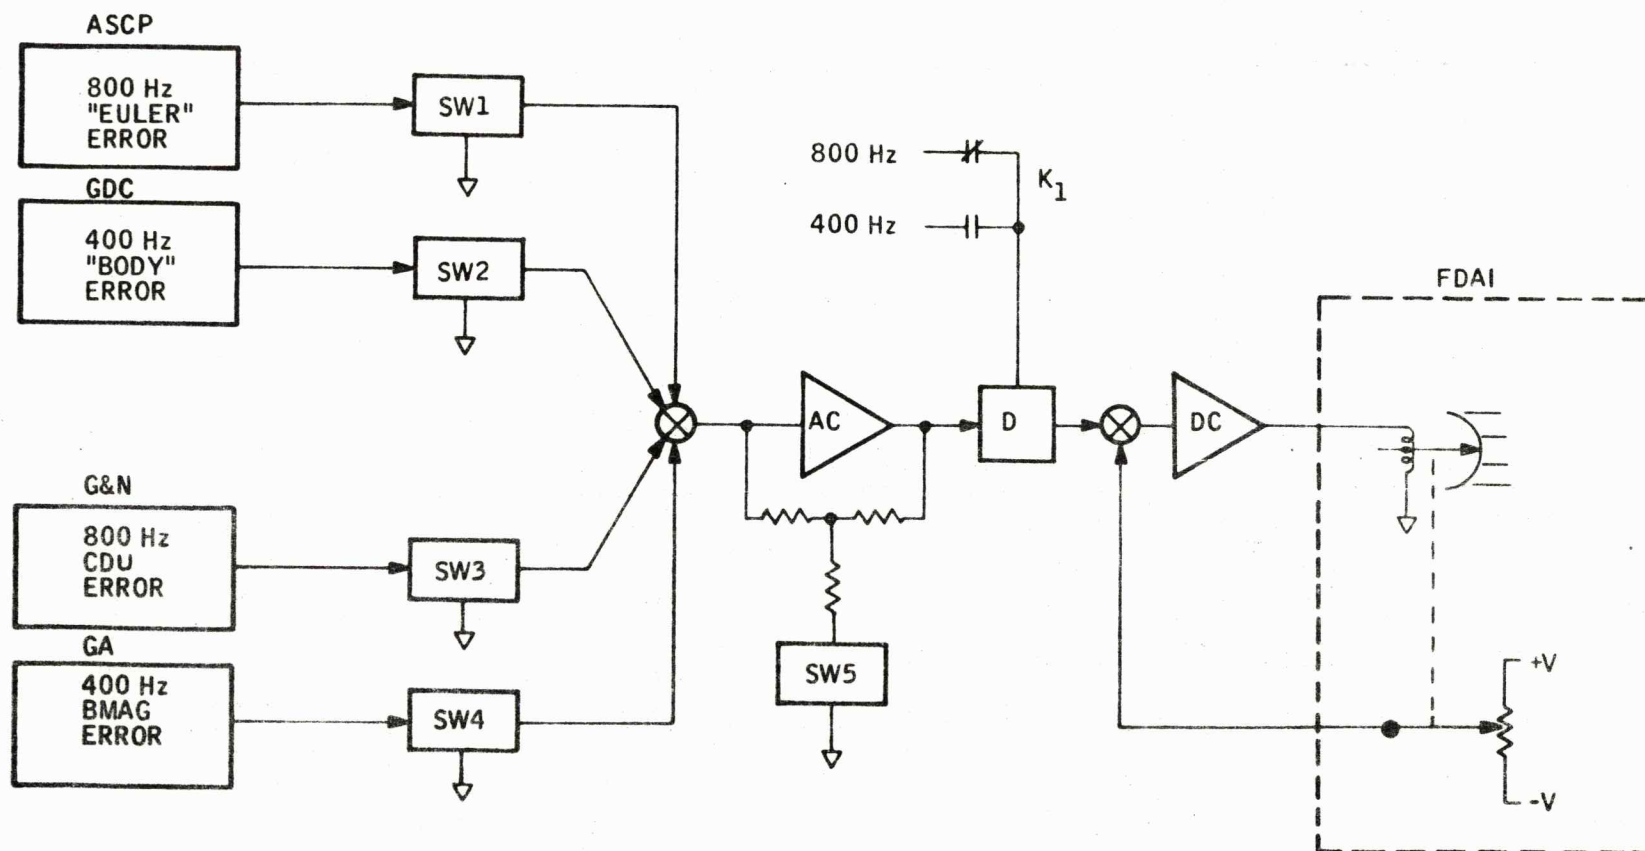 ASCP
800 Hz
"EULER"
ERROR
SW1
GDC
400 Hz
"BODY"
ERROR
SW2
G&N
800 Hz
CDU
ERROR
SW3
GA
400 Hz
BMAG
ERROR
SW4
AC
SW5
800 Hz
400 Hz
K1
D
DC
FDAI
+V
-V